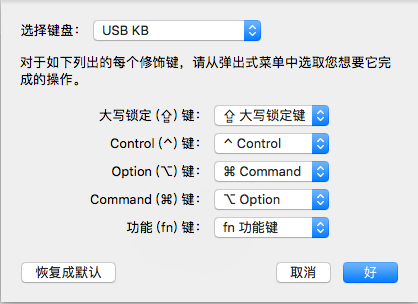 选择键盘： USB KB
对于如下列出的每个修饰键，请从弹出式菜单中选取您想要它完
成的操作。
大写锁定 (⇪) 键： ⇪ 大写锁定键
Control (^) 键： ^ Control
Option (⌥) 键： ⌘ Command
Command (⌘) 键： ⌥ Option
功能 (fn) 键： fn 功能键
恢复成默认 取消 好